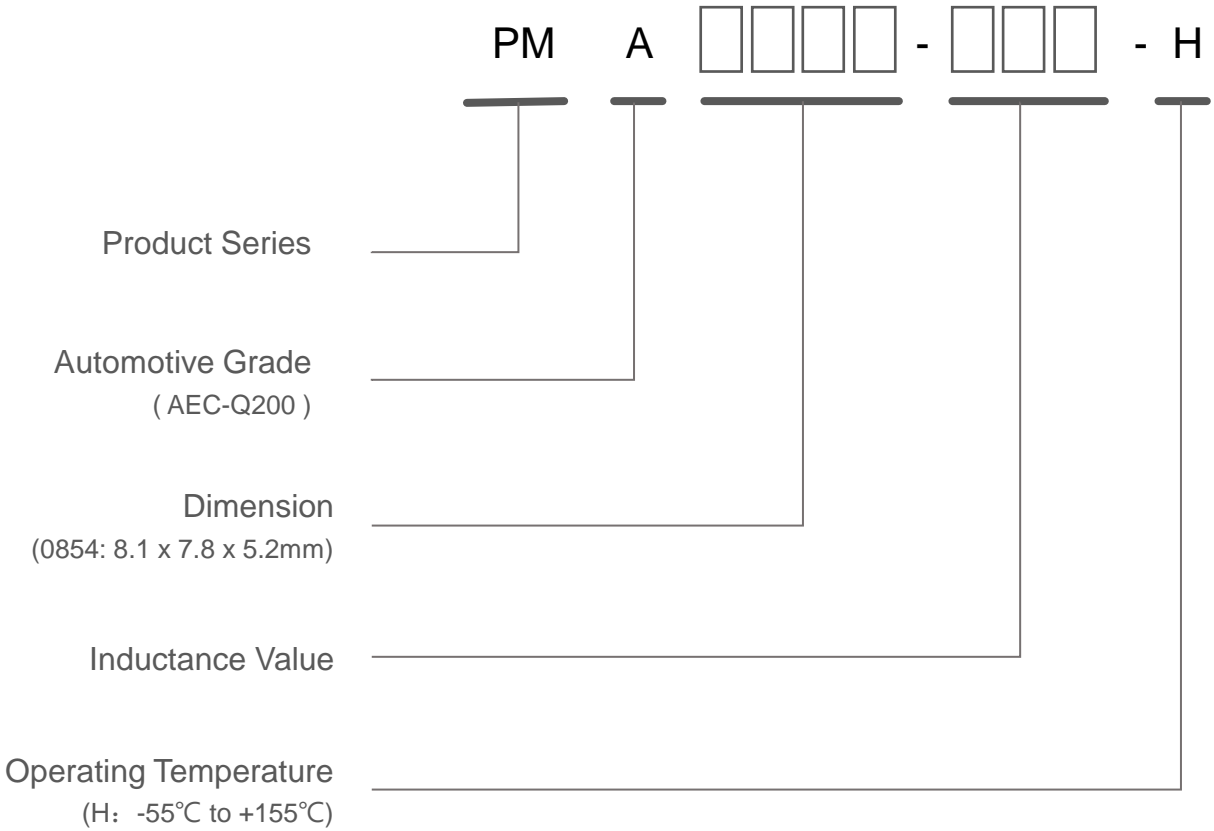 PM A □□□□ - □□□ - H
Product Series
Automotive Grade
( AEC-Q200 )
Dimension
(0854: 8.1 x 7.8 x 5.2mm)
Inductance Value
Operating Temperature
(H：-55℃ to +155℃)